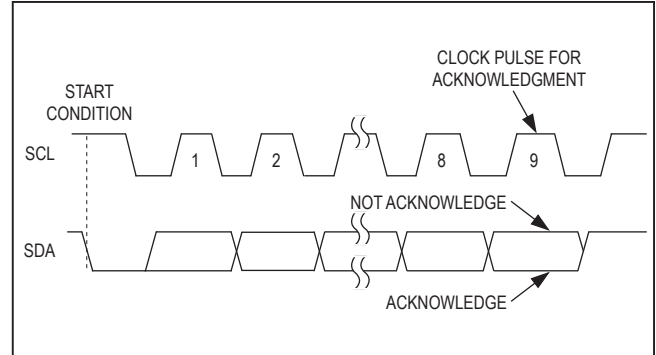 CLOCK PULSE FOR
ACKNOWLEDGMENT
START
CONDITION
SCL
1
2
8
9
NOT ACKNOWLEDGE
SDA
ACKNOWLEDGE